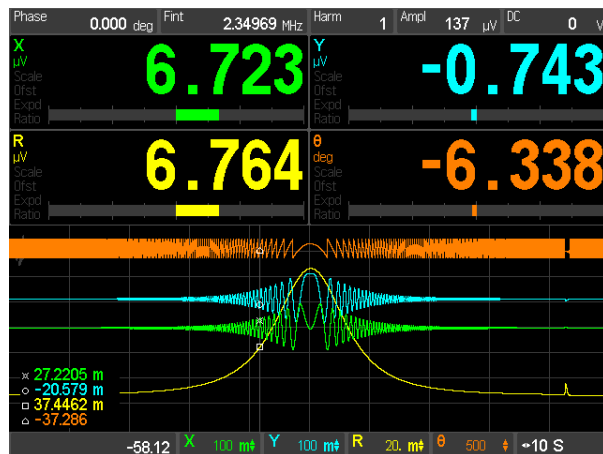 Phase 0.000 deg Fint 2.34969 MHz Harm 1 Ampl 137 µV DC 0 V
X Y
µV 6.723 µV -0.743
Scale Scale
Ofst Ofst
Expd Expd
Ratio Ratio
R θ
µV 6.764 deg -6.338
Scale Scale
Ofst Ofst
Expd Expd
Ratio Ratio
27.2205 m
-20.579 m
37.4462 m
-37.286
-58.12 X 100 m Y 100 m R 20. m θ 500 10 S